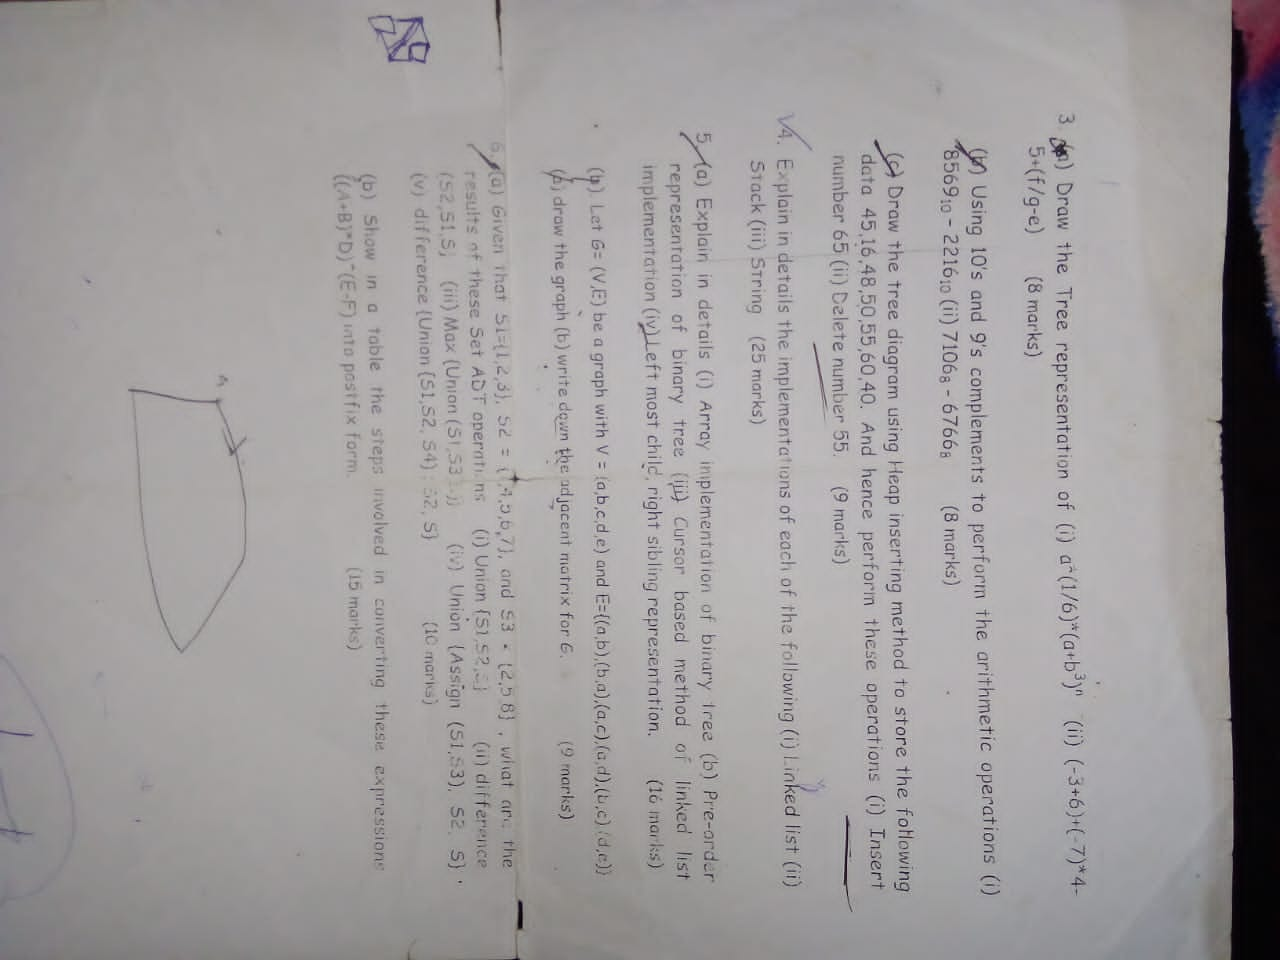 3. (a) Draw the Tree representation of (i) a*(1/6)*(a+b³)ⁿ (ii) (-3+6)+(-7)*4-
5+(f/g-e) (8 marks)
(b) Using 10's and 9's complements to perform the arithmetic operations (i)
8569₁₀ - 2216₁₀ (ii) 7106₈ - 6766₈ (8 marks)
(c) Draw the tree diagram using Heap inserting method to store the following
data 45,16,48,50,55,60,40. And hence perform these operations (i) Insert
number 65 (ii) Delete number 55. (9 marks)
4. Explain in details the implementations of each of the following (i) Linked list (ii)
Stack (iii) String (25 marks)
5. (a) Explain in details (i) Array implementation of binary tree (b) Pre-order
representation of binary tree (iii) Cursor based method of linked list
implementation (iv) Left most child, right sibling representation. (16 marks)
(b) Let G= (V,E) be a graph with V = {a,b,c,d,e) and E={(a,b),(b,a),(a,c),(a,d),(b,c),(d,e)}
(a) draw the graph (b) write down the adjacent matrix for G. (9 marks)
6. (a) Given that S1={1,2,3}, S2 = {1,4,5,6,7}, and S3 = {2,5,8} , what are the
results of these Set ADT operations (i) Union {S1,S2,S} (ii) difference
(S2,S1,S) (iii) Max (Union (S1,S3 (iv) Union {Assign (S1,S3), S2, S} .
(v) difference {Union {S1,S2, S4}, S2, S} (10 marks)
(b) Show in a table the steps involved in converting these expressions
((A+B)*D)^(E-F) into postfix form. (15 marks)